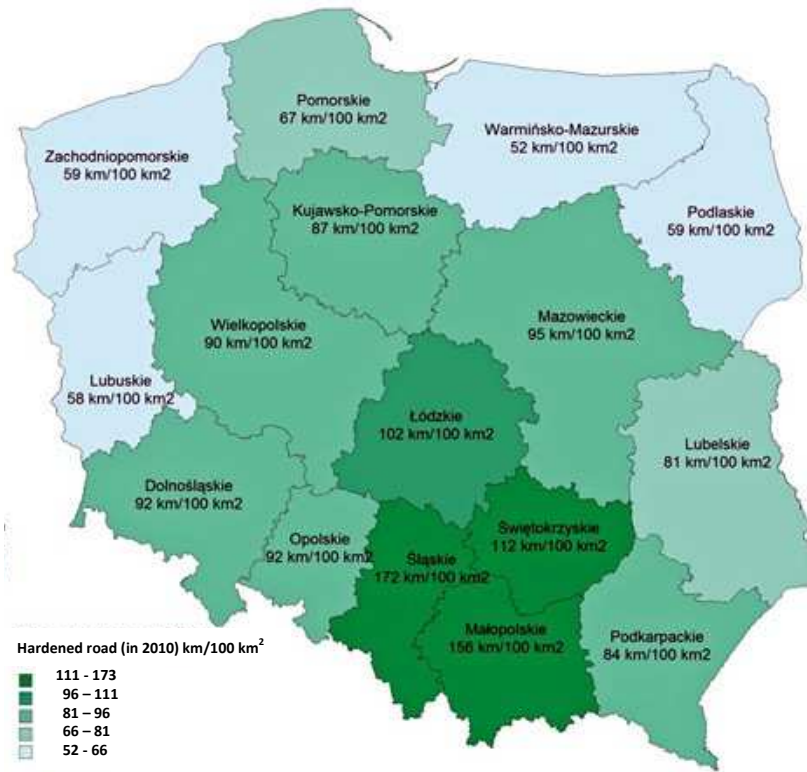 Pomorskie
67 km/100 km2
Warmińsko-Mazurskie
52 km/100 km2
Zachodniopomorskie
59 km/100 km2
Kujawsko-Pomorskie
87 km/100 km2
Podlaskie
59 km/100 km2
Wielkopolskie
90 km/100 km2
Mazowieckie
95 km/100 km2
Lubuskie
58 km/100 km2
Łódzkie
102 km/100 km2
Lubelskie
81 km/100 km2
Dolnośląskie
92 km/100 km2
Opolskie
92 km/100 km2
Śląskie
172 km/100 km2
Świętokrzyskie
112 km/100 km2
Małopolskie
156 km/100 km2
Podkarpackie
84 km/100 km2
Hardened road (in 2010) km/100 km²
111 - 173
96 – 111
81 – 96
66 – 81
52 - 66